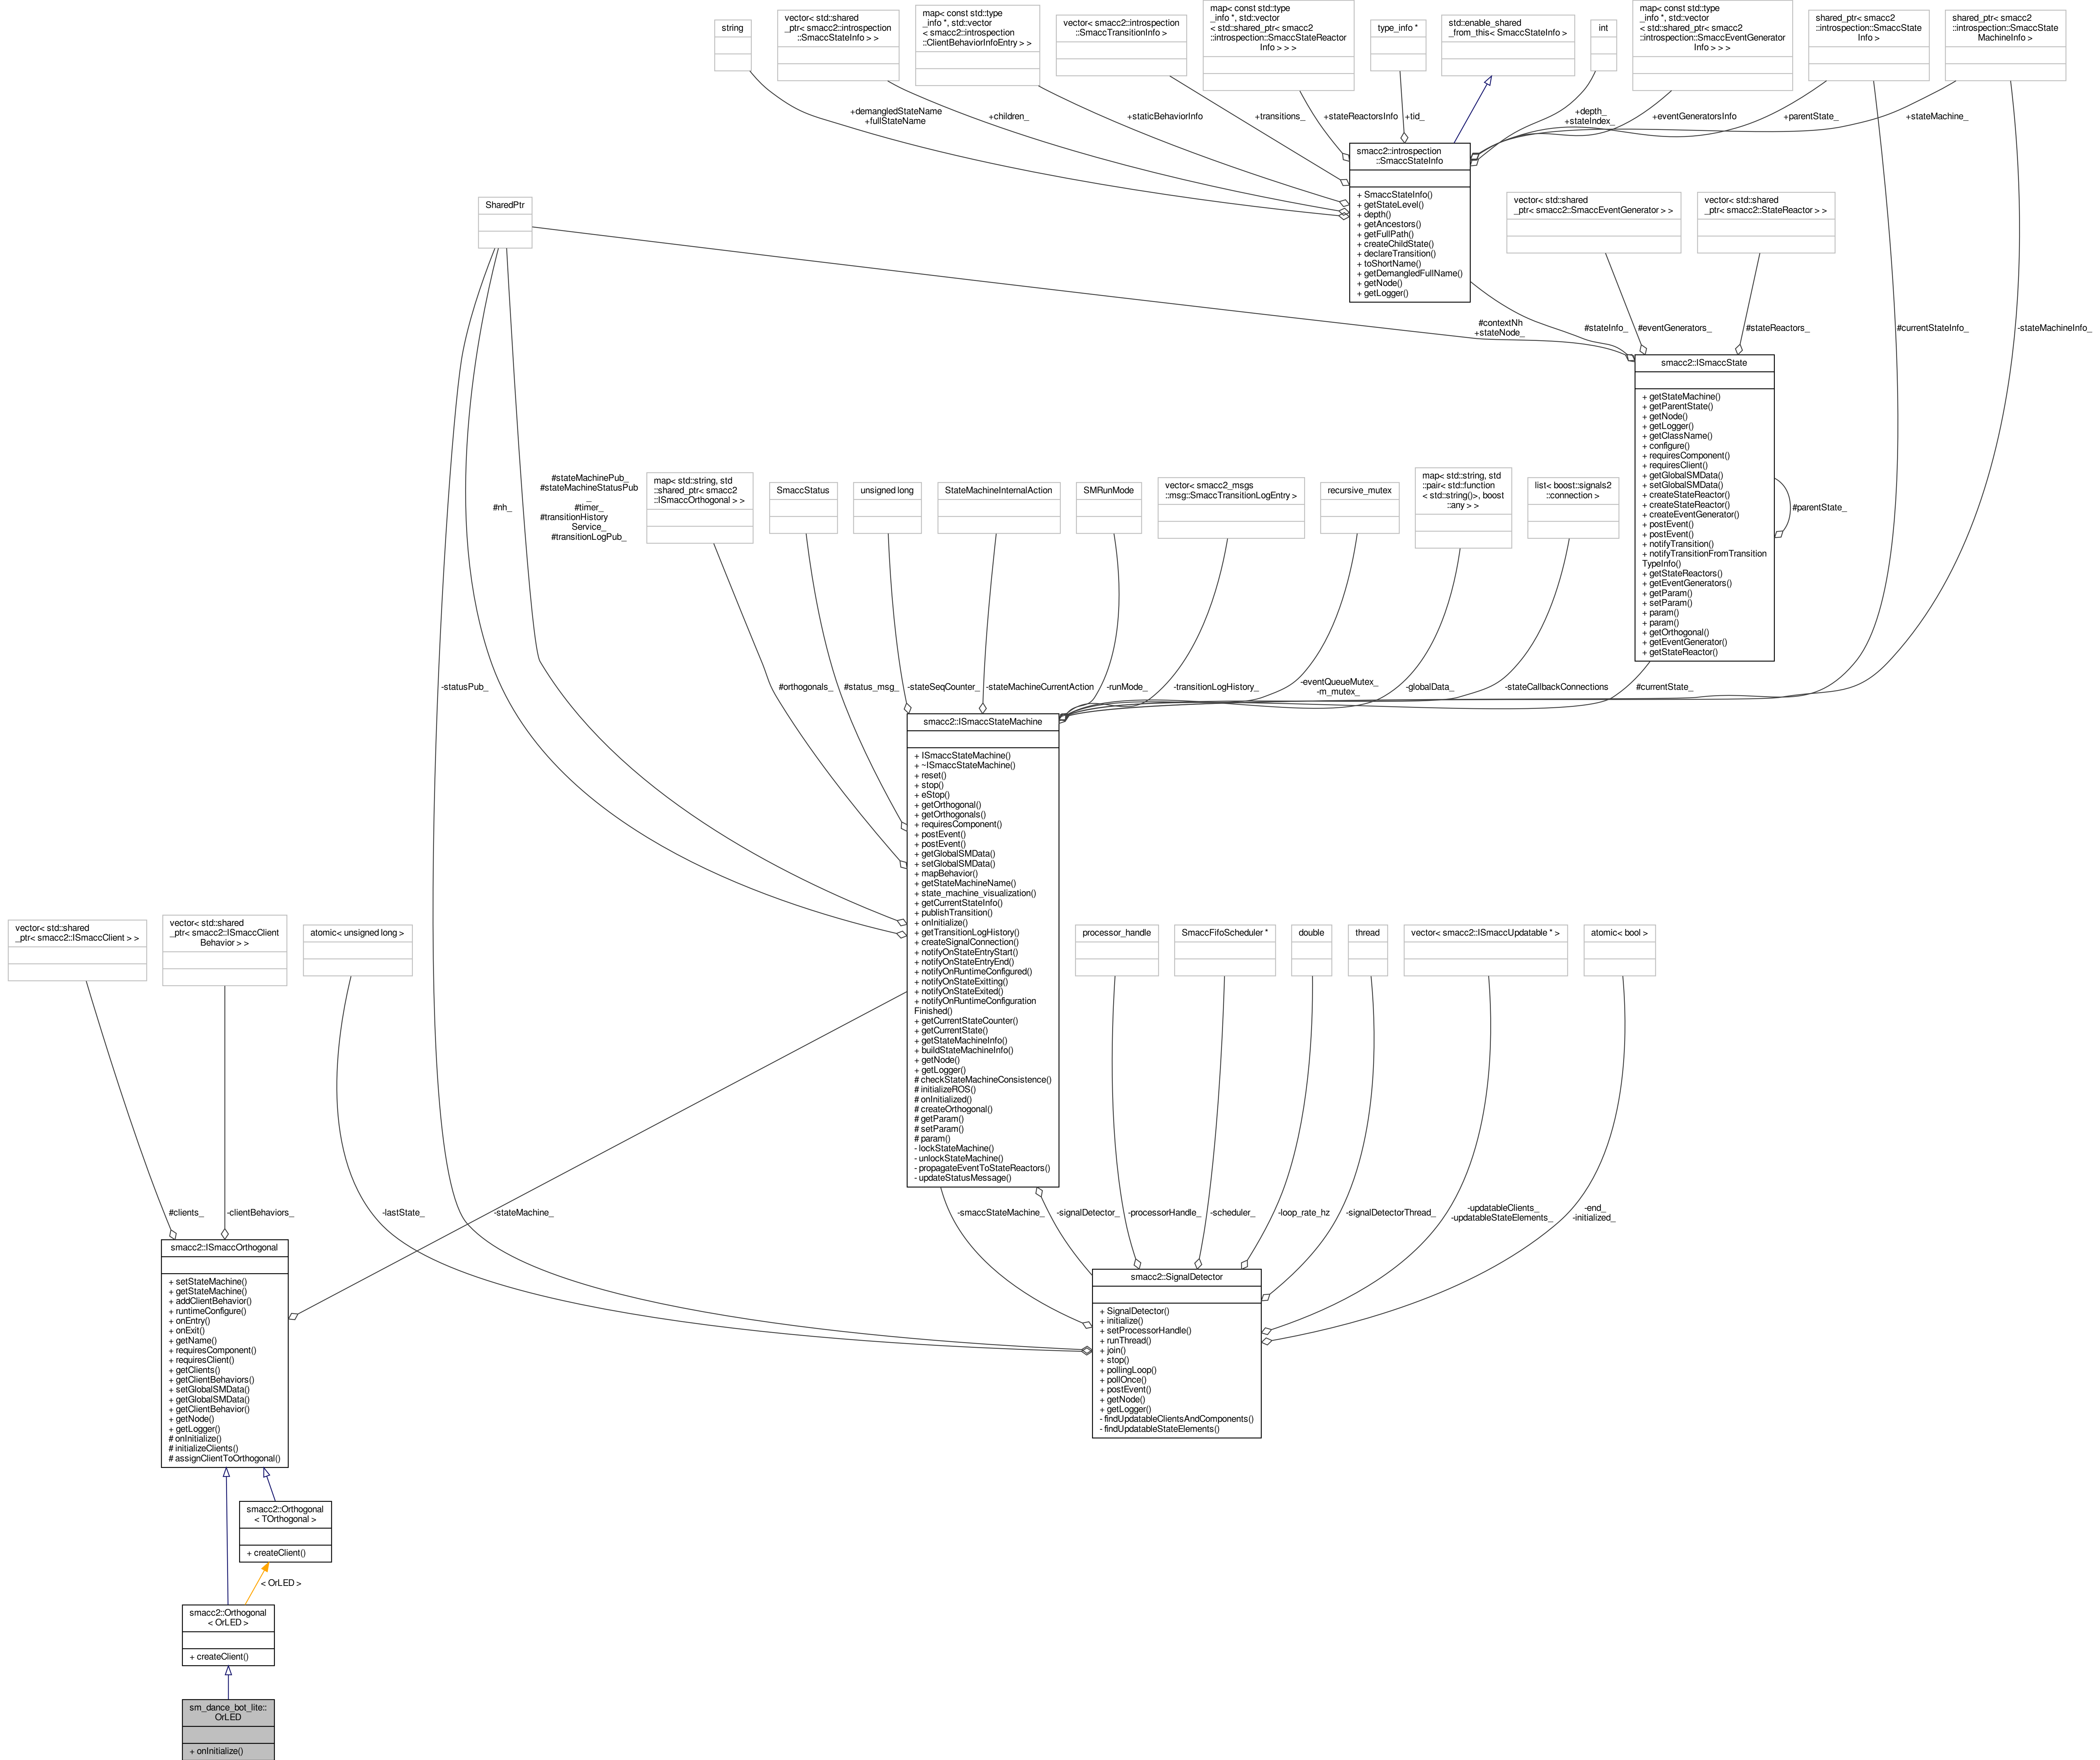 string
vector< std::shared
_ptr< smacc2::introspection
::SmaccStateInfo > >
map< const std::type
_info *, std::vector
< smacc2::introspection
::ClientBehaviorInfoEntry > >
vector< smacc2::introspection
::SmaccTransitionInfo >
map< const std::type
_info *, std::vector
< std::shared_ptr< smacc2
::introspection::SmaccStateReactor
Info > > >
type_info *
std::enable_shared
_from_this< SmaccStateInfo >
int
map< const std::type
_info *, std::vector
< std::shared_ptr< smacc2
::introspection::SmaccEventGenerator
Info > > >
shared_ptr< smacc2
::introspection::SmaccState
Info >
shared_ptr< smacc2
::introspection::SmaccState
MachineInfo >
+demangledStateName
+fullStateName
+children_
+staticBehaviorInfo
+transitions_
+stateReactorsInfo
+tid_
+depth_
+stateIndex_
+eventGeneratorsInfo
+parentState_
+stateMachine_
smacc2::introspection
::SmaccStateInfo
+ SmaccStateInfo()
+ getStateLevel()
+ depth()
+ getAncestors()
+ getFullPath()
+ createChildState()
+ declareTransition()
+ toShortName()
+ getDemangledFullName()
+ getNode()
+ getLogger()
SharedPtr
vector< std::shared
_ptr< smacc2::SmaccEventGenerator > >
vector< std::shared
_ptr< smacc2::StateReactor > >
#contextNh
+stateNode_
#stateInfo_
#eventGenerators_
#stateReactors_
#currentStateInfo_
-stateMachineInfo_
smacc2::ISmaccState
+ getStateMachine()
+ getParentState()
+ getNode()
+ getLogger()
+ getClassName()
+ configure()
+ requiresComponent()
+ requiresClient()
+ getGlobalSMData()
+ setGlobalSMData()
+ createStateReactor()
+ createStateReactor()
+ createEventGenerator()
+ postEvent()
+ postEvent()
+ notifyTransition()
+ notifyTransitionFromTransition
TypeInfo()
+ getStateReactors()
+ getEventGenerators()
+ getParam()
+ setParam()
+ param()
+ param()
+ getOrthogonal()
+ getEventGenerator()
+ getStateReactor()
#parentState_
#nh_
#stateMachinePub_
#stateMachineStatusPub
_
#timer_
#transitionHistory
Service_
#transitionLogPub_
map< std::string, std
::shared_ptr< smacc2
::ISmaccOrthogonal > >
SmaccStatus
unsigned long
StateMachineInternalAction
SMRunMode
vector< smacc2_msgs
::msg::SmaccTransitionLogEntry >
recursive_mutex
map< std::string, std
::pair< std::function
< std::string()>, boost
::any > >
list< boost::signals2
::connection >
-statusPub_
#orthogonals_
#status_msg_
-stateSeqCounter_
-stateMachineCurrentAction
-runMode_
-transitionLogHistory_
-eventQueueMutex_
-m_mutex_
-globalData_
-stateCallbackConnections
#currentState_
smacc2::ISmaccStateMachine
+ ISmaccStateMachine()
+ ~ISmaccStateMachine()
+ reset()
+ stop()
+ eStop()
+ getOrthogonal()
+ getOrthogonals()
+ requiresComponent()
+ postEvent()
+ postEvent()
+ getGlobalSMData()
+ setGlobalSMData()
+ mapBehavior()
+ getStateMachineName()
+ state_machine_visualization()
+ getCurrentStateInfo()
+ publishTransition()
+ onInitialize()
+ getTransitionLogHistory()
+ createSignalConnection()
+ notifyOnStateEntryStart()
+ notifyOnStateEntryEnd()
+ notifyOnRuntimeConfigured()
+ notifyOnStateExitting()
+ notifyOnStateExited()
+ notifyOnRuntimeConfiguration
Finished()
+ getCurrentStateCounter()
+ getCurrentState()
+ getStateMachineInfo()
+ buildStateMachineInfo()
+ getNode()
+ getLogger()
# checkStateMachineConsistence()
# initializeROS()
# onInitialized()
# createOrthogonal()
# getParam()
# setParam()
# param()
- lockStateMachine()
- unlockStateMachine()
- propagateEventToStateReactors()
- updateStatusMessage()
vector< std::shared
_ptr< smacc2::ISmaccClient > >
vector< std::shared
_ptr< smacc2::ISmaccClient
Behavior > >
atomic< unsigned long >
processor_handle
SmaccFifoScheduler *
double
thread
vector< smacc2::ISmaccUpdatable * >
atomic< bool >
#clients_
-clientBehaviors_
-lastState_
-stateMachine_
-smaccStateMachine_
-signalDetector_
-processorHandle_
-scheduler_
-loop_rate_hz
-signalDetectorThread_
-updatableClients_
-updatableStateElements_
-end_
-initialized_
smacc2::ISmaccOrthogonal
+ setStateMachine()
+ getStateMachine()
+ addClientBehavior()
+ runtimeConfigure()
+ onEntry()
+ onExit()
+ getName()
+ requiresComponent()
+ requiresClient()
+ getClients()
+ getClientBehaviors()
+ setGlobalSMData()
+ getGlobalSMData()
+ getClientBehavior()
+ getNode()
+ getLogger()
# onInitialize()
# initializeClients()
# assignClientToOrthogonal()
smacc2::SignalDetector
+ SignalDetector()
+ initialize()
+ setProcessorHandle()
+ runThread()
+ join()
+ stop()
+ pollingLoop()
+ pollOnce()
+ postEvent()
+ getNode()
+ getLogger()
- findUpdatableClientsAndComponents()
- findUpdatableStateElements()
smacc2::Orthogonal
< TOrthogonal >
+ createClient()
< OrLED >
smacc2::Orthogonal
< OrLED >
+ createClient()
sm_dance_bot_lite::
OrLED
+ onInitialize()